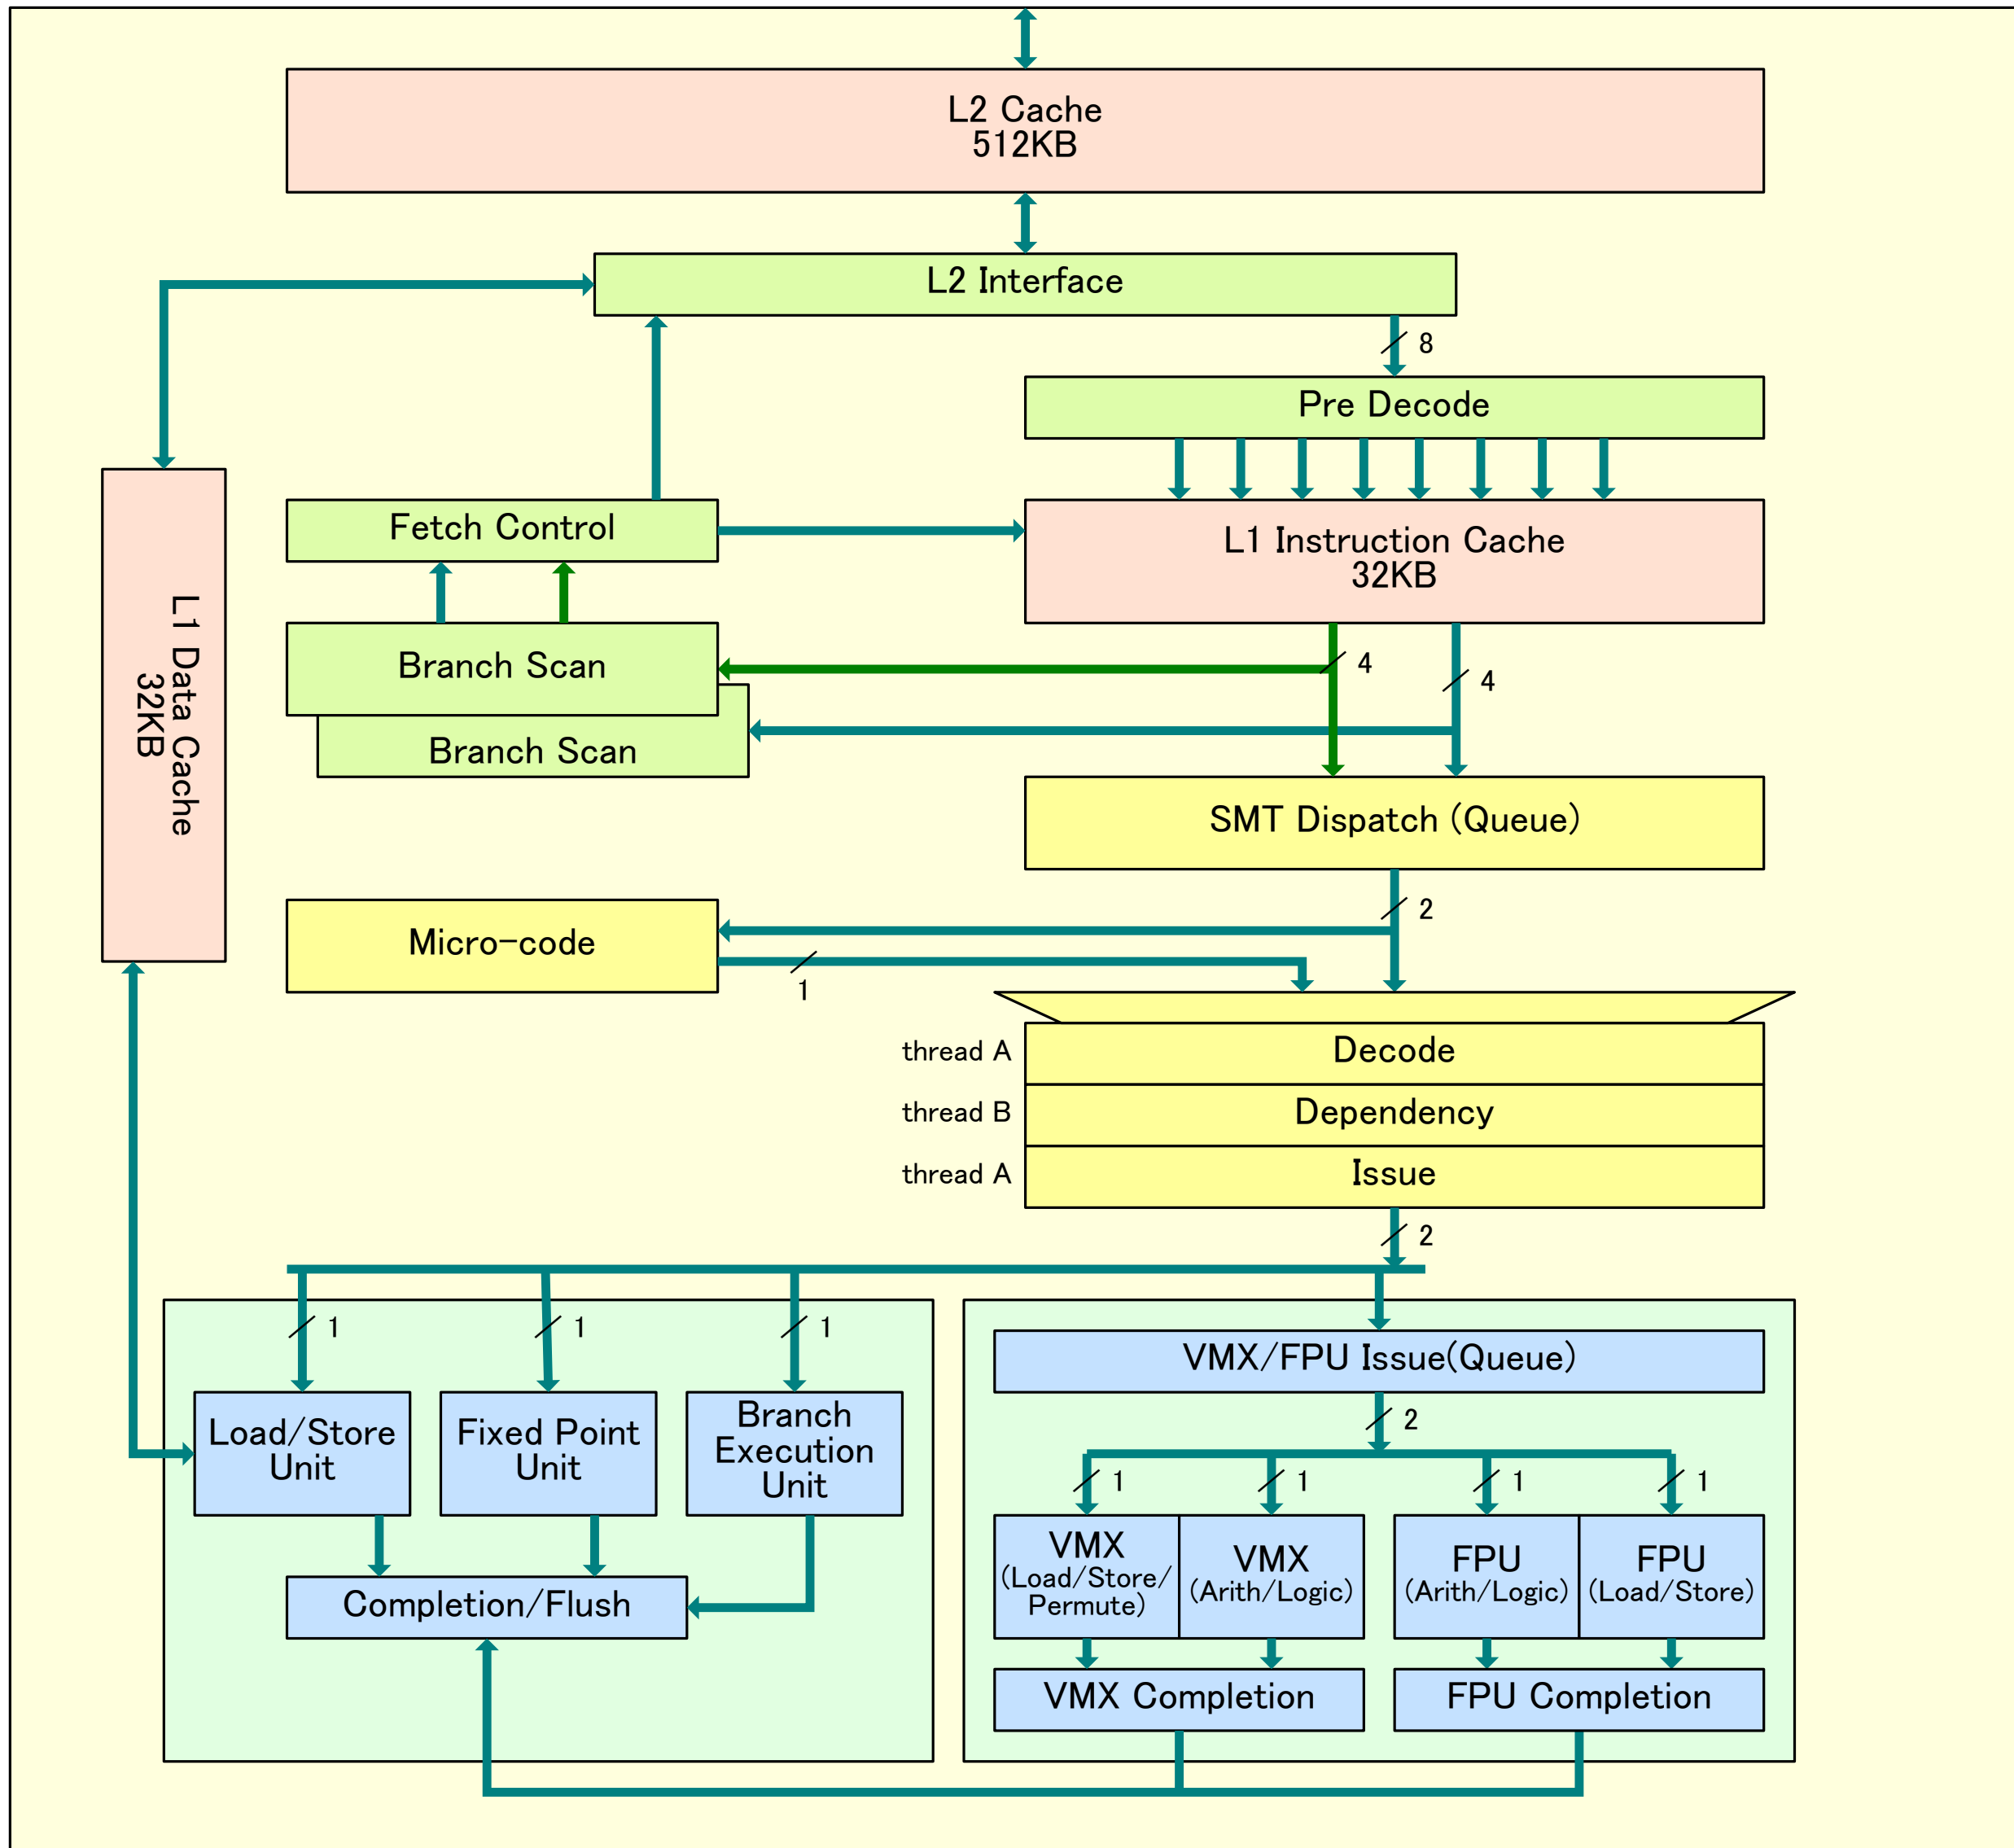 L2 Cache
512KB
L2 Interface
8
Pre Decode
Fetch Control
L1 Instruction Cache
32KB
L1 Data Cache
32KB
Branch Scan
4
4
Branch Scan
SMT Dispatch (Queue)
2
Micro-code
1
thread A
Decode
thread B
Dependency
thread A
Issue
2
1
1
1
VMX/FPU Issue(Queue)
Load/Store
Unit
Fixed Point
Unit
Branch
Execution
Unit
2
1
1
1
1
VMX
(Load/Store/
Permute)
VMX
(Arith/Logic)
FPU
(Arith/Logic)
FPU
(Load/Store)
Completion/Flush
VMX Completion
FPU Completion